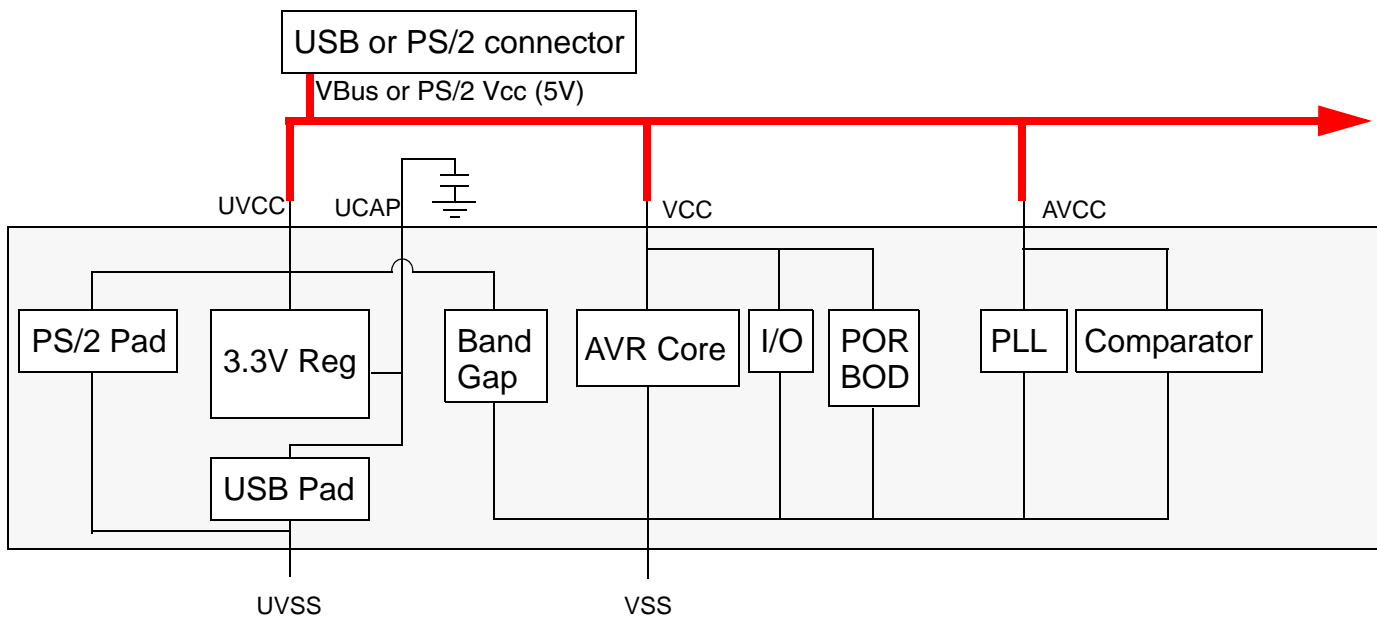 USB or PS/2 connector
VBus or PS/2 Vcc (5V)
UVCC
UCAP
VCC
AVCC
PS/2 Pad
3.3V Reg
Band
Gap
AVR Core
I/O
POR
BOD
PLL
Comparator
USB Pad
UVSS
VSS